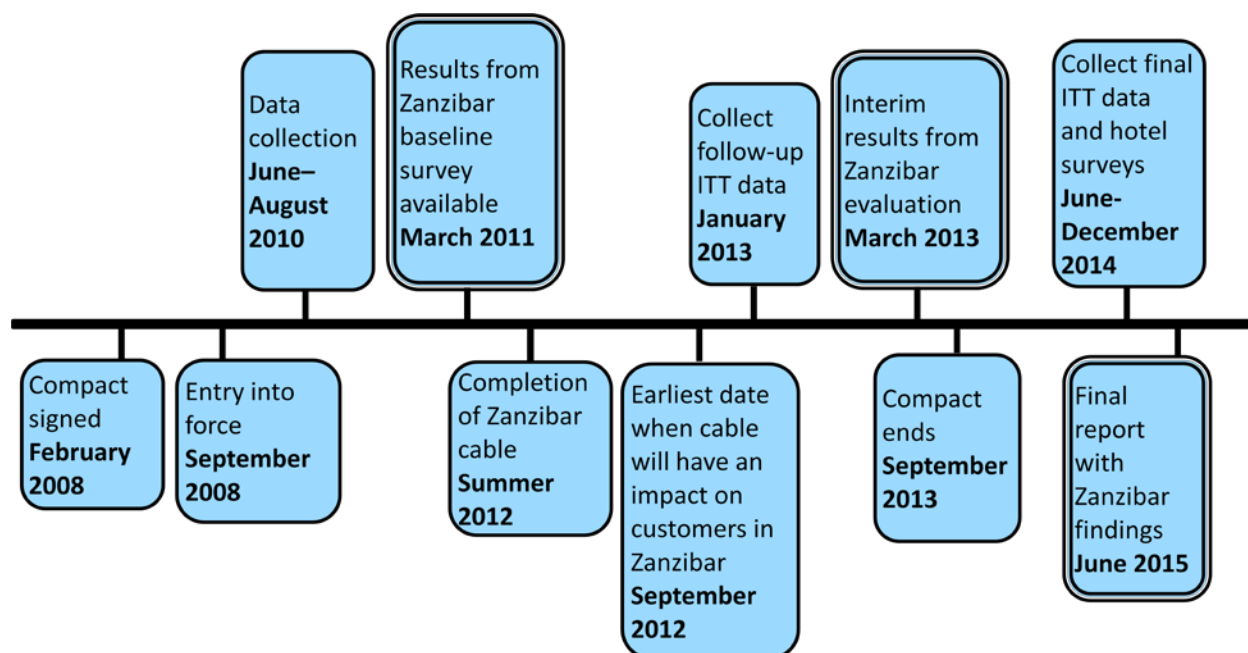 Data
collection
June–
August
2010
Results from
Zanzibar
baseline
survey
available
March 2011
Collect
follow-up
ITT data
January
2013
Interim
results from
Zanzibar
evaluation
March 2013
Collect final
ITT data
and hotel
surveys
June-
December
2014
Compact
signed
February
2008
Entry into
force
September
2008
Completion
of Zanzibar
cable
Summer
2012
Earliest date
when cable
will have an
impact on
customers in
Zanzibar
September
2012
Compact
ends
September
2013
Final
report
with
Zanzibar
findings
June 2015